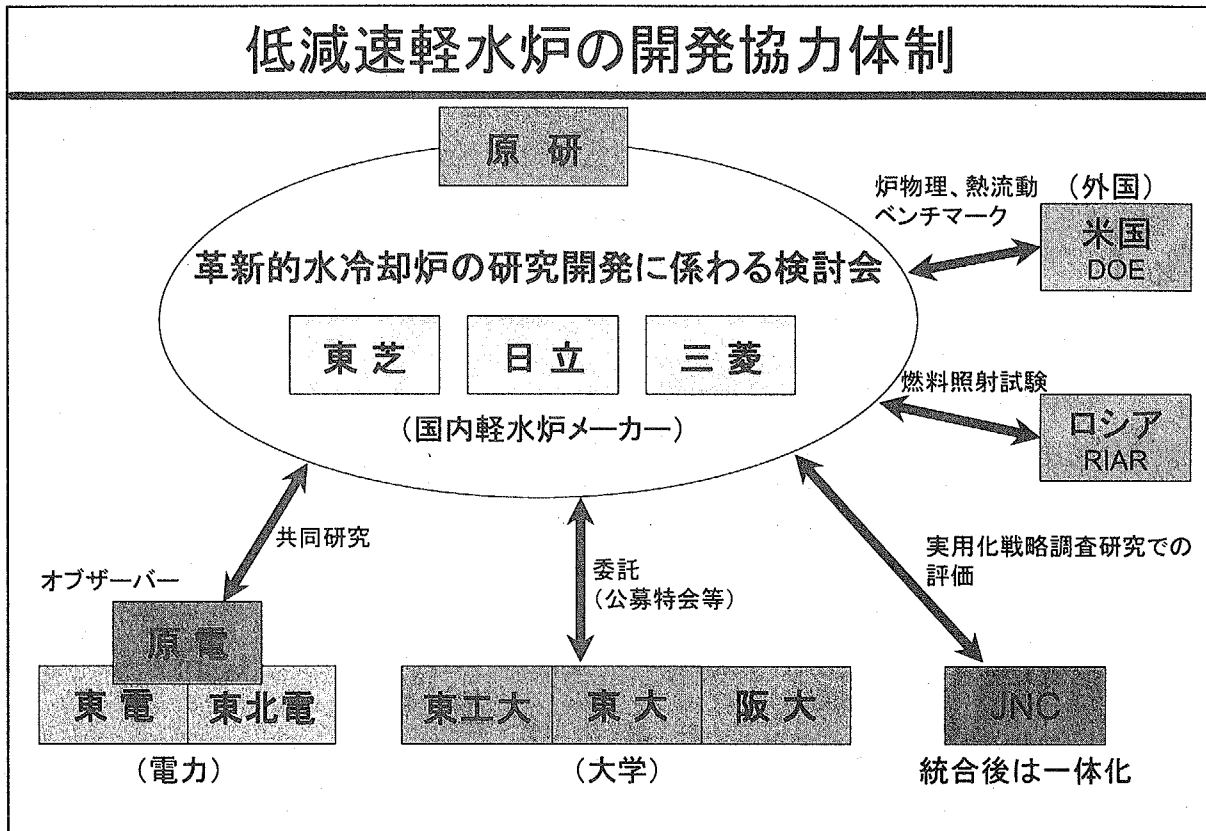 低減速軽水炉の開発協力体制
原研
革新的水冷却炉の研究開発に係わる検討会
東芝
日立
三菱
(国内軽水炉メーカー)
炉物理、熱流動
ベンチマーク
(外国)
米国
DOE
燃料照射試験
ロシア
RIAR
共同研究
オブザーバー
原電
東電
東北電
(電力)
委託
(公募特会等)
東工大
東大
阪大
(大学)
実用化戦略調査研究での
評価
JNC
統合後は一体化